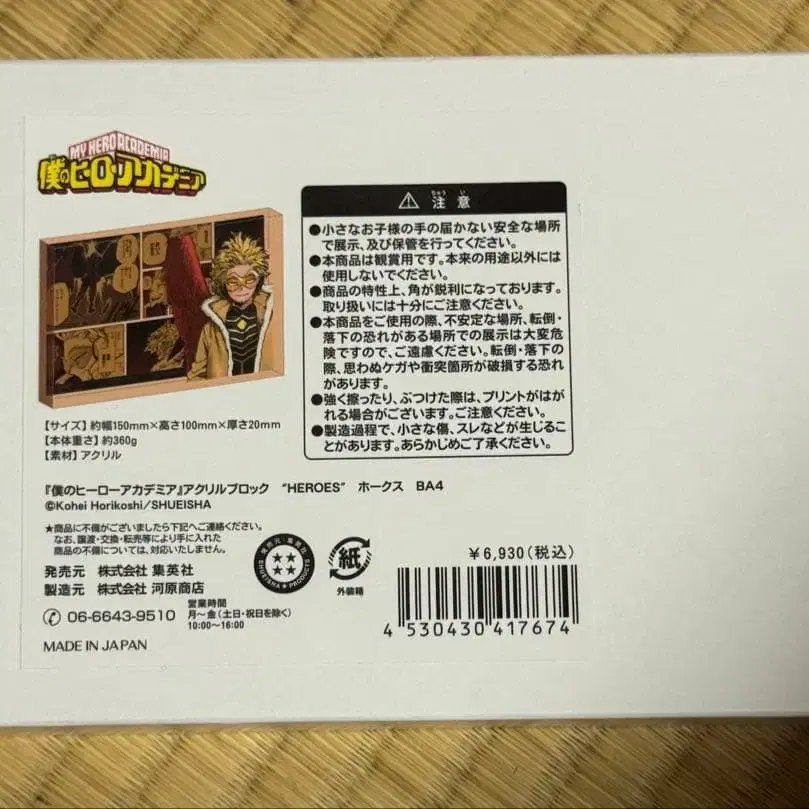 MY HERO ACADEMIA
僕のヒーローアカデミア
【サイズ】約幅150mm×高さ100mm×厚さ20mm
【本体重さ】約360g
【素材】アクリル
⚠ 注意
ちゅう い
●小さなお子様の手の届かない安全な場所
で展示、及び保管を行ってください。
●本商品は観賞用です。本来の用途以外には
使用しないでください。
●商品の特性上、角が鋭利になっております。
取り扱いには十分にご注意ください。
●本商品をご使用の際、不安定な場所、転倒・
落下の恐れがある場所での展示は大変危
険ですので、ご遠慮ください。転倒・落下の
際、思わぬケガや衝突箇所が破損する恐れ
があります。
●強く擦ったり、ぶつけた際は、プリントがはが
れる場合がございます。ご注意ください。
●製造過程で、小さな傷、スレなどが生じるこ
とがあります。あらかじめご了承ください。
『僕のヒーローアカデミア』アクリルブロック “HEROES” ホークス BA4
©Kohei Horikoshi/SHUEISHA
★商品に不備がございましたら下記へご連絡ください。
なお、譲渡・交換・転売等により手に入れた
商品の不備については、対応いたしません。
発売元 株式会社 集英社
製造元 株式会社 河原商店
06-6643-9510
営業時間
月~金(土日・祝日を除く)
10:00~16:00
MADE IN JAPAN
発売元:集英社
SHUEISHA PRODUCTS
紙
外装箱
¥6,930(税込)
4 530430 417674